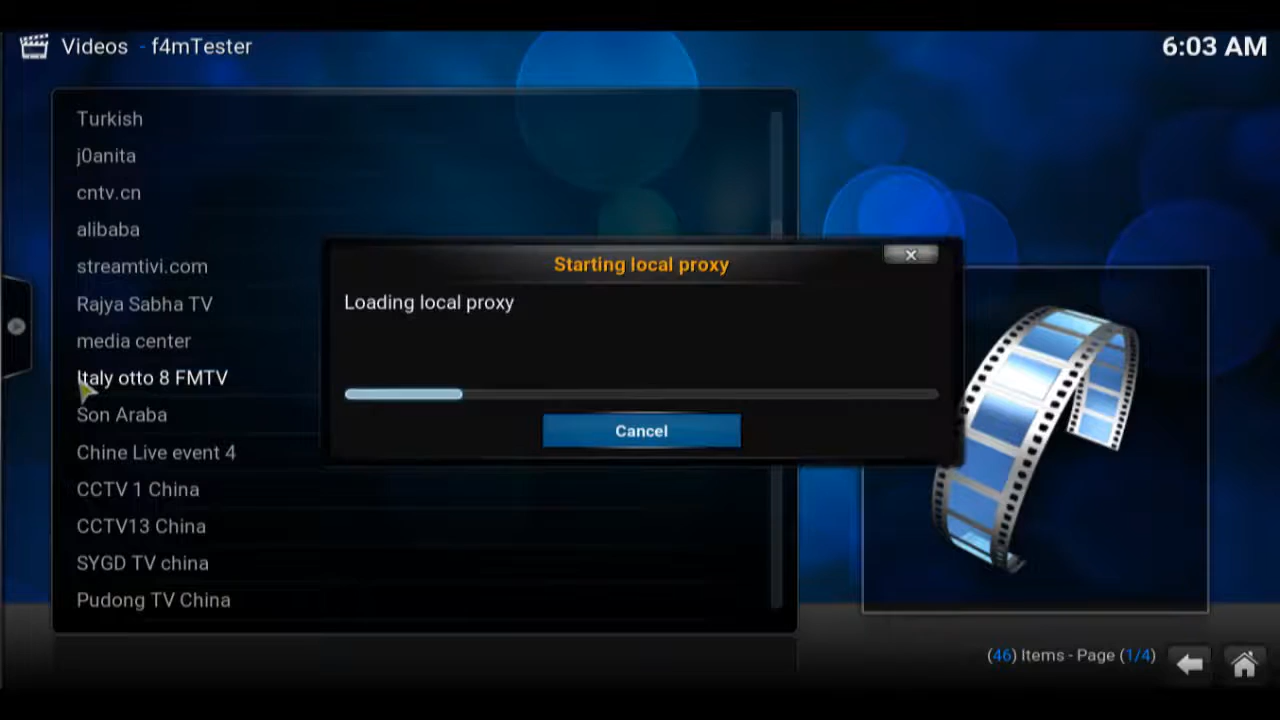 Videos - f4mTester
6:03 AM
Turkish
j0anita
cntv.cn
alibaba
streamtivi.com
Rajya Sabha TV
media center
Italy otto 8 FMTV
Son Araba
Chine Live event 4
CCTV 1 China
CCTV13 China
SYGD TV china
Pudong TV China
Starting local proxy
Loading local proxy
Cancel
(46) Items - Page (1/4)